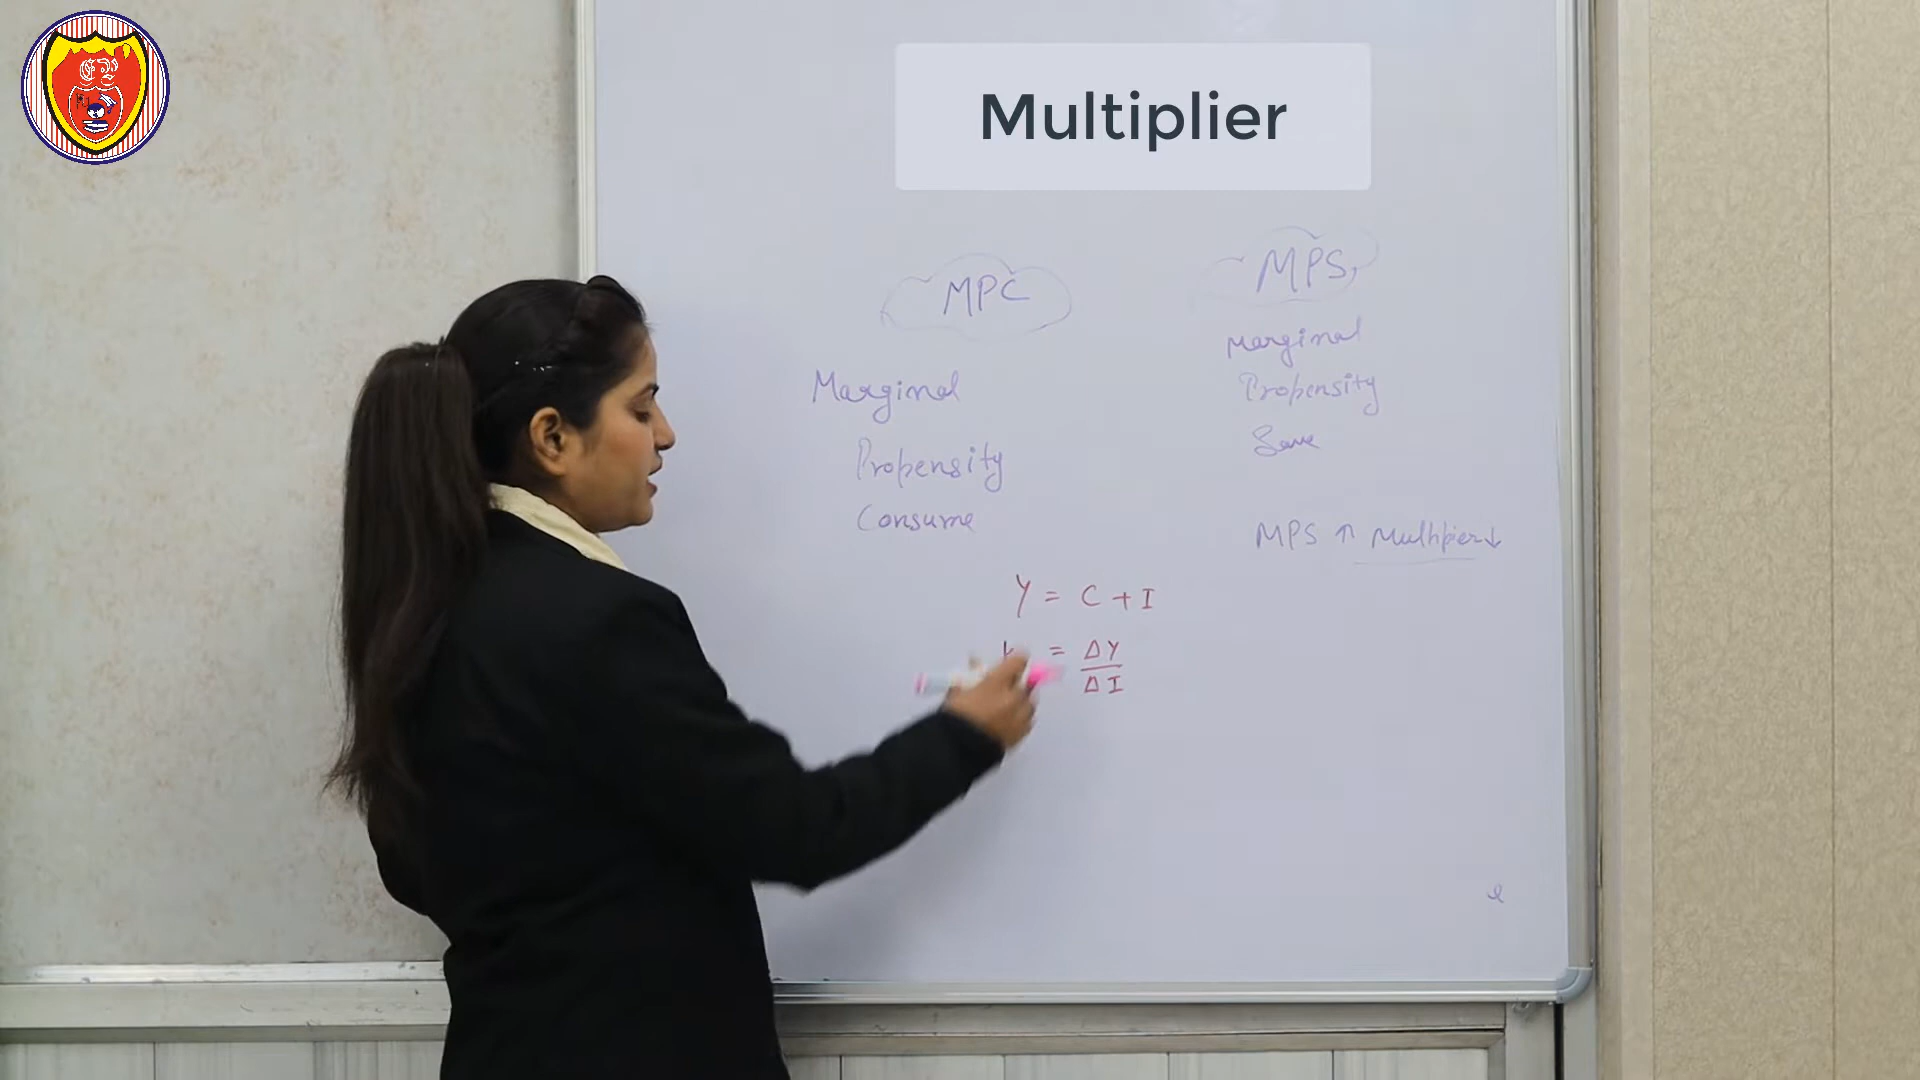 Multiplier
MPC
Marginal
Propensity
Consume
MPS
Marginal
Propensity
Save
MPS ↑ Multiplier ↓
Y = C + I
K = ΔY
ΔI